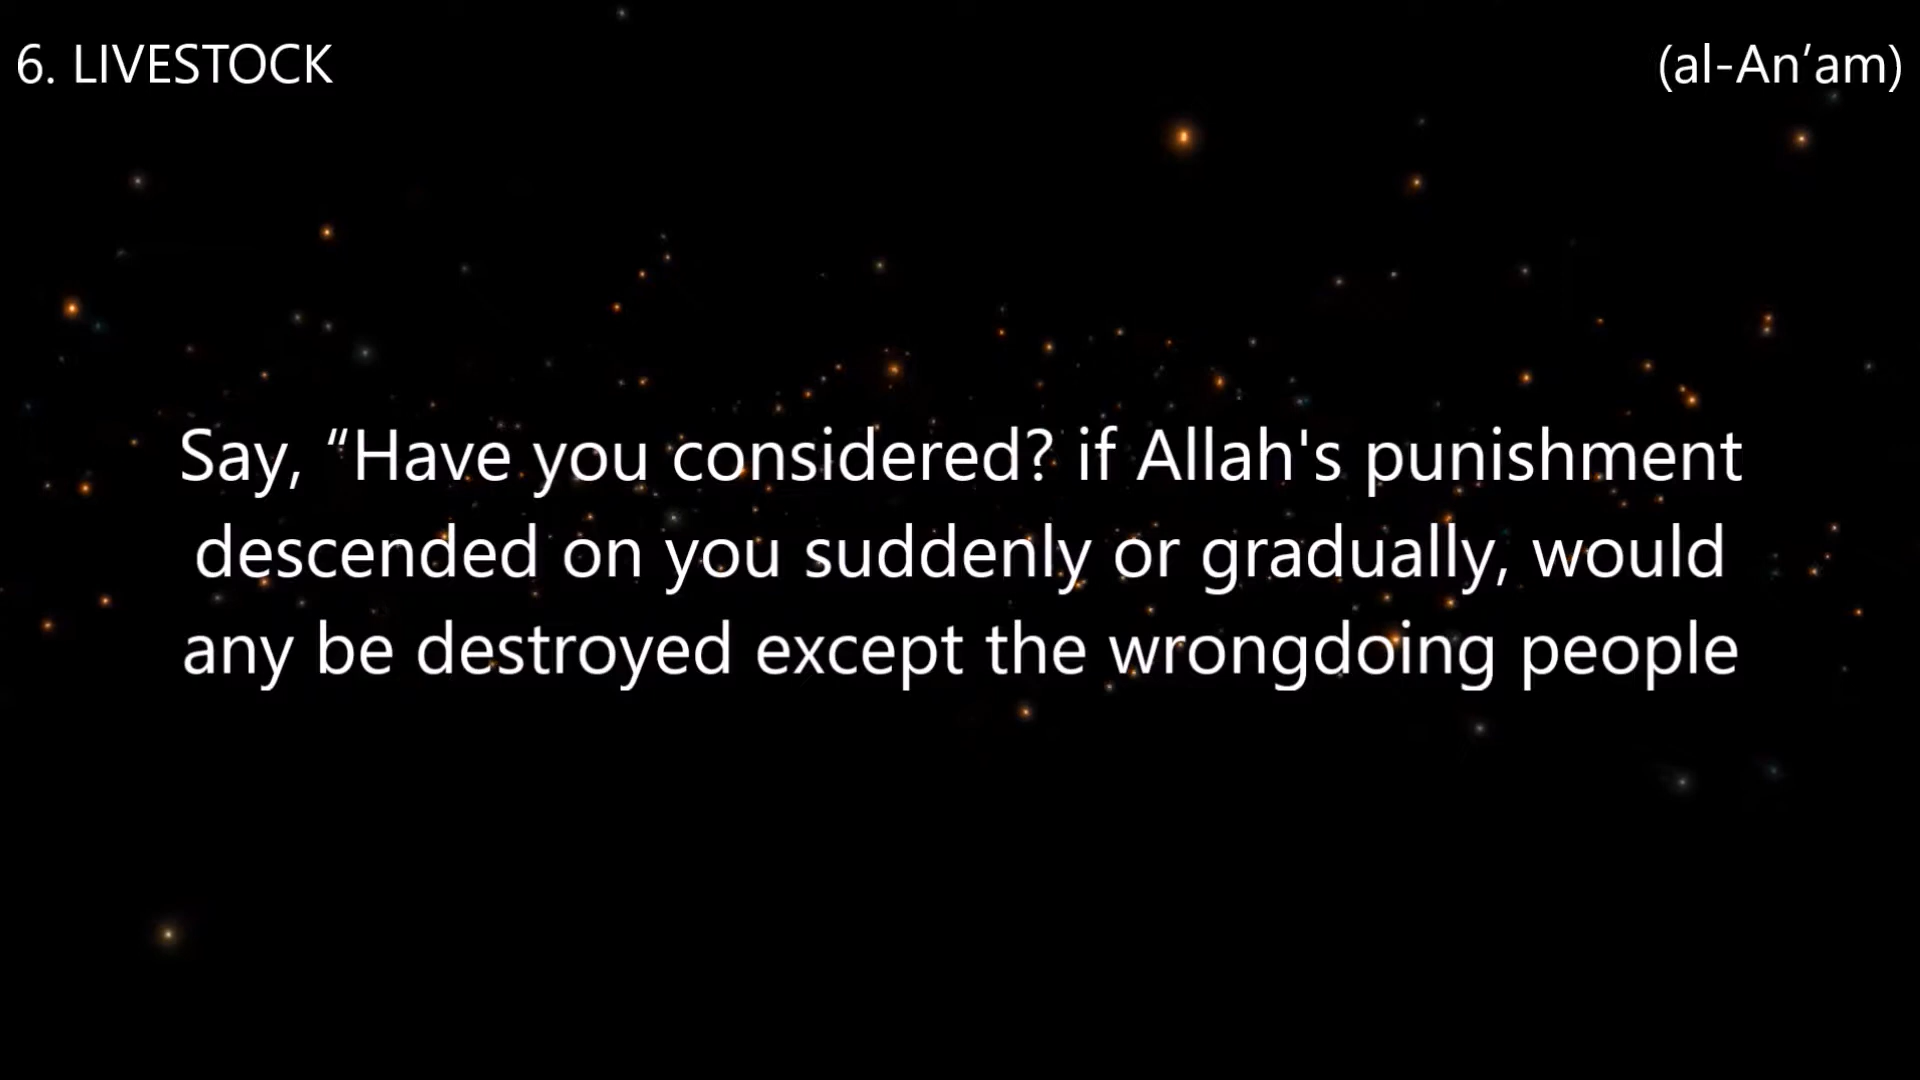 6. LIVESTOCK
(al-An’am)
Say, “Have you considered? if Allah's punishment
descended on you suddenly or gradually, would
any be destroyed except the wrongdoing people